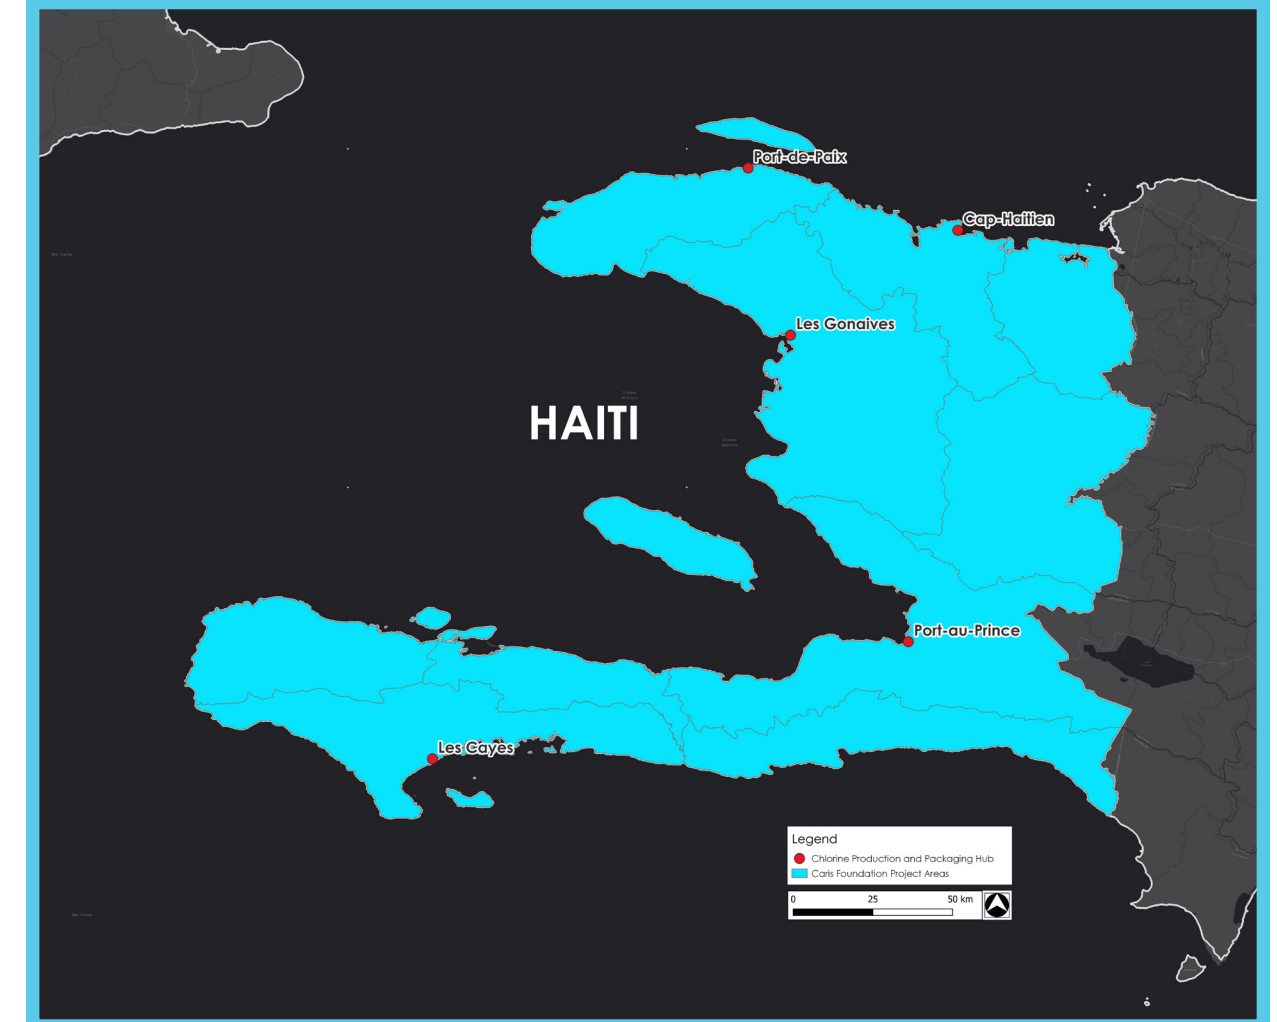 Port-de-Paix
Cap-Haitien
Les Gonaives
HAITI
Port-au-Prince
Les Cayes
Legend
Chlorine Production and Packaging Hub
Caris Foundation Project Areas
0 25 50 km